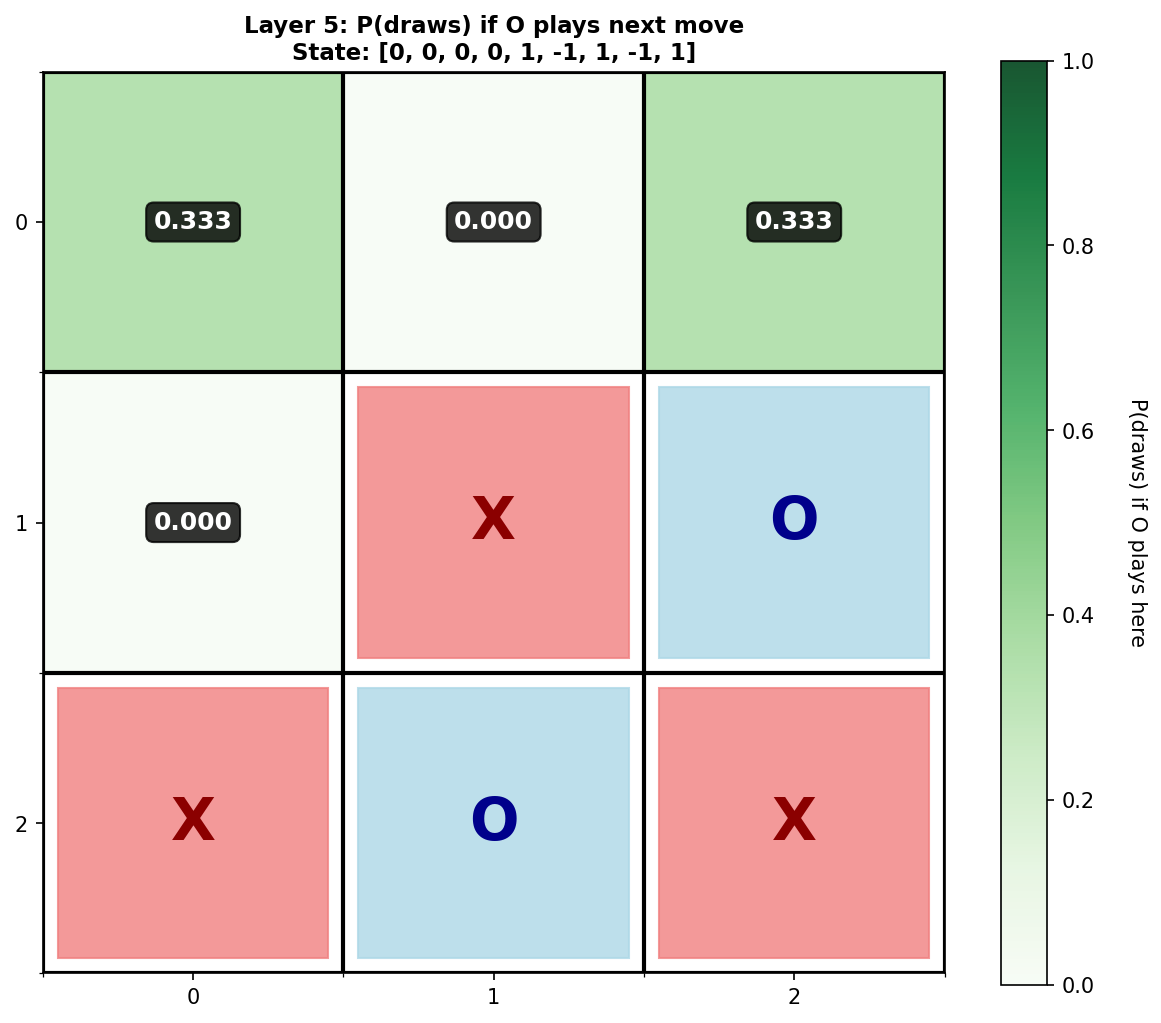 Layer 5: P(draws) if O plays next move
State: [0, 0, 0, 0, 1, -1, 1, -1, 1]
0
0.333
0.000
0.333
1
0.000
X
O
2
X
O
X
0
1
2
1.0
0.8
0.6
0.4
0.2
0.0
P(draws) if O plays here